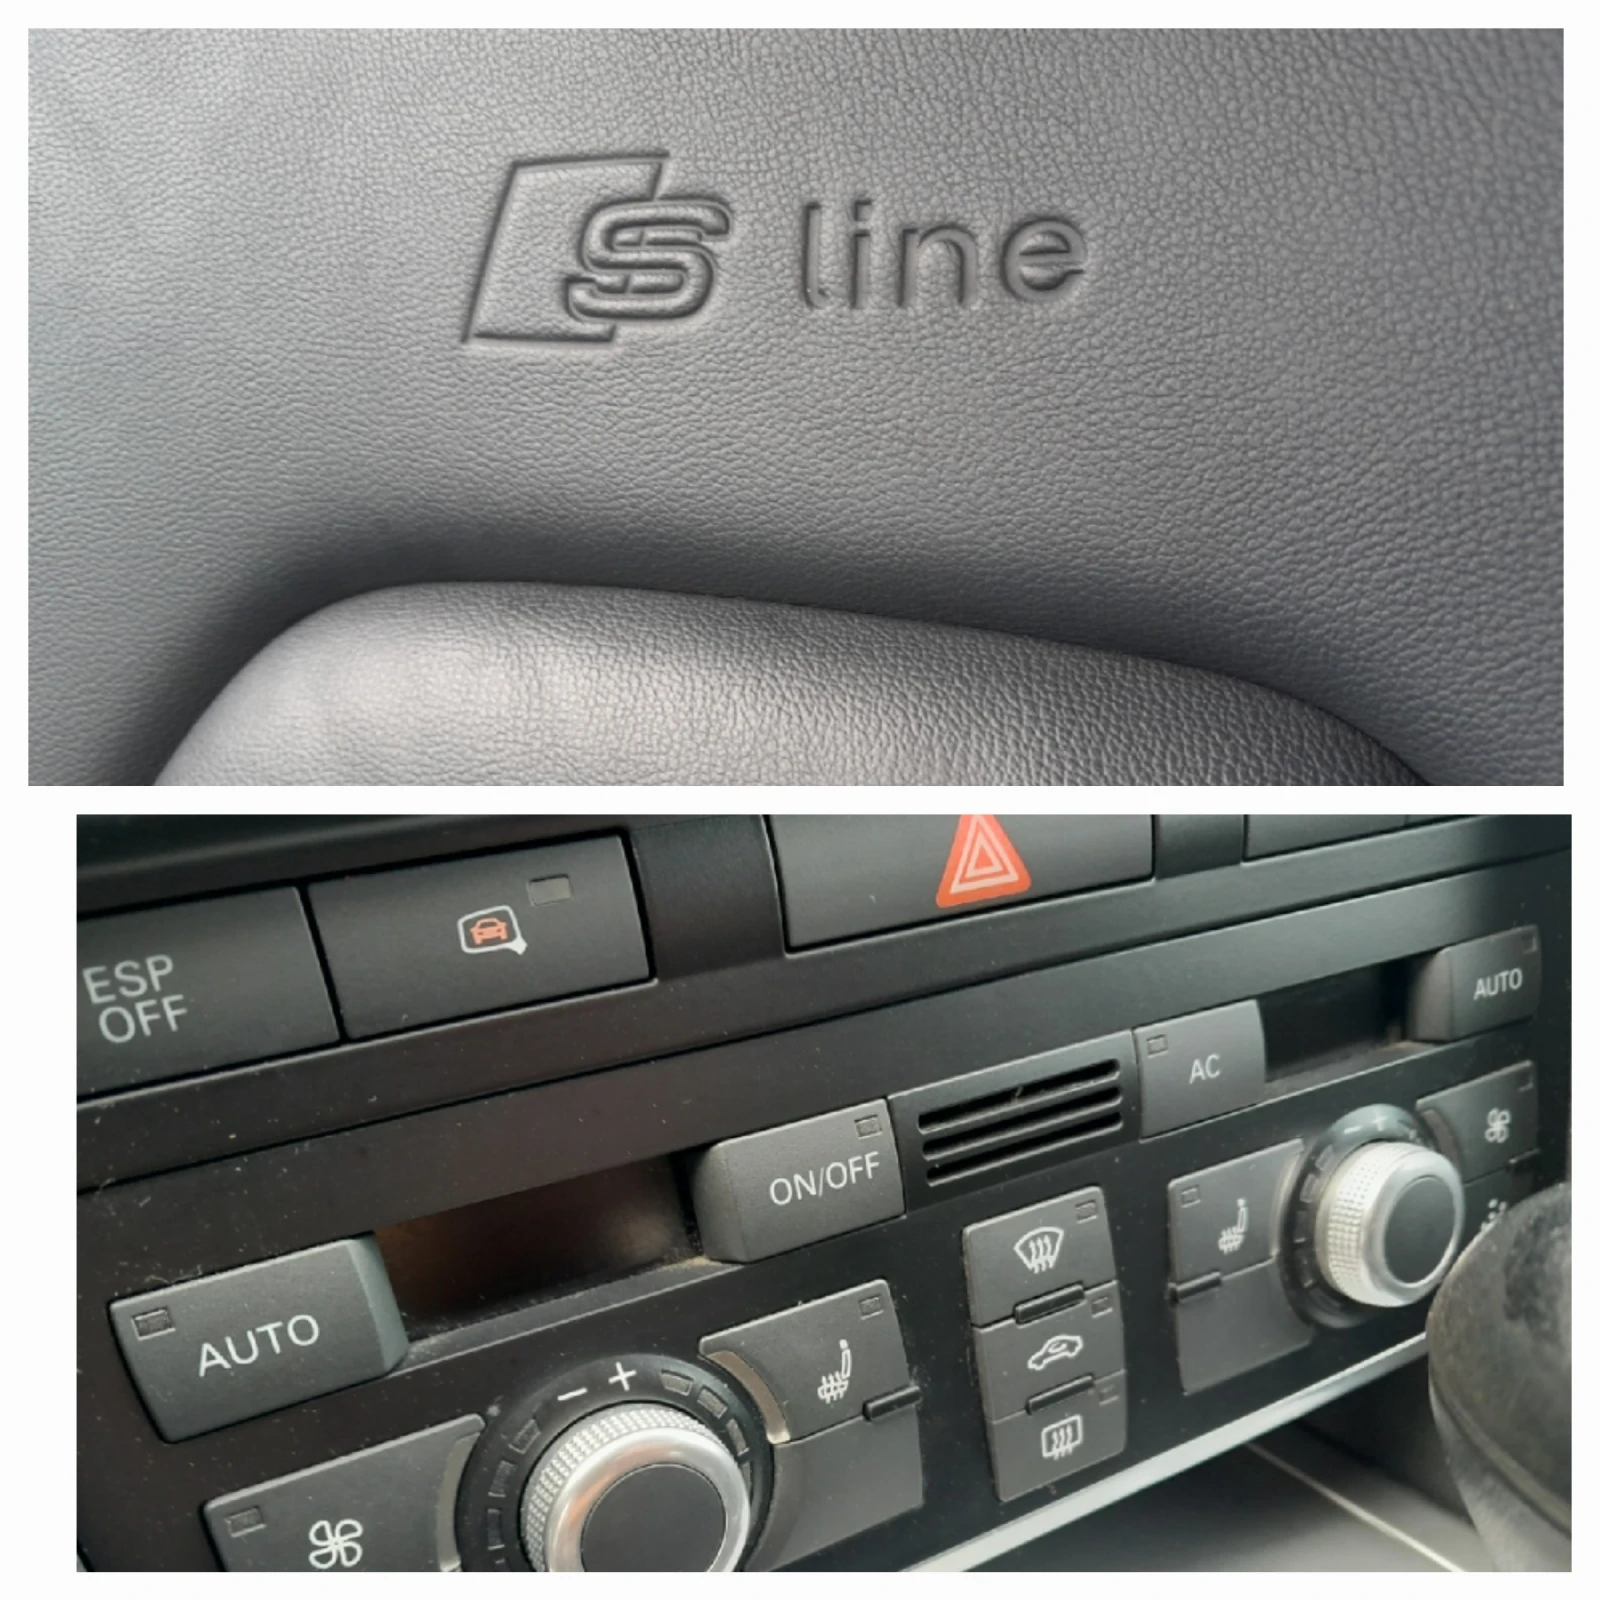 S line
ESP
OFF
AUTO
AC
ON/OFF
AUTO
- +
- +